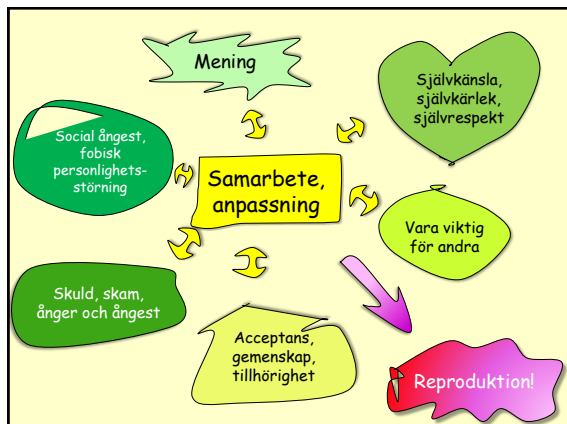 Mening
Självkänsla,
självkärlek,
självrespekt
Social ångest,
fobisk
personlighets-
störning
Samarbete,
anpassning
Vara viktig
för andra
Skuld, skam,
ånger och ångest
Acceptans,
gemenskap,
tillhörighet
Reproduktion!